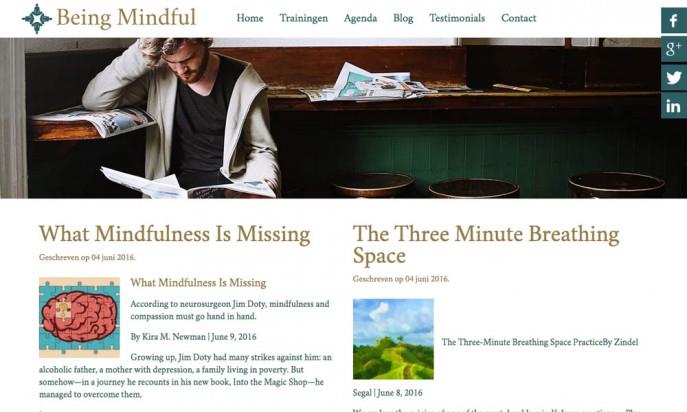 Being Mindful
Home Trainingen Agenda Blog Testimonials Contact
f
g+
in
What Mindfulness Is Missing
Geschreven op 04 juni 2016.
What Mindfulness Is Missing
According to neurosurgeon Jim Doty, mindfulness and
compassion must go hand in hand.
By Kira M. Newman | June 9, 2016
Growing up, Jim Doty had many strikes against him: an
alcoholic father, a mother with depression, a family living in poverty. But
somehow—in a journey he recounts in his new book, Into the Magic Shop—he
managed to overcome them.
The Three Minute Breathing
Space
Geschreven op 04 juni 2016.
The Three-Minute Breathing Space PracticeBy Zindel
Segal | June 8, 2016